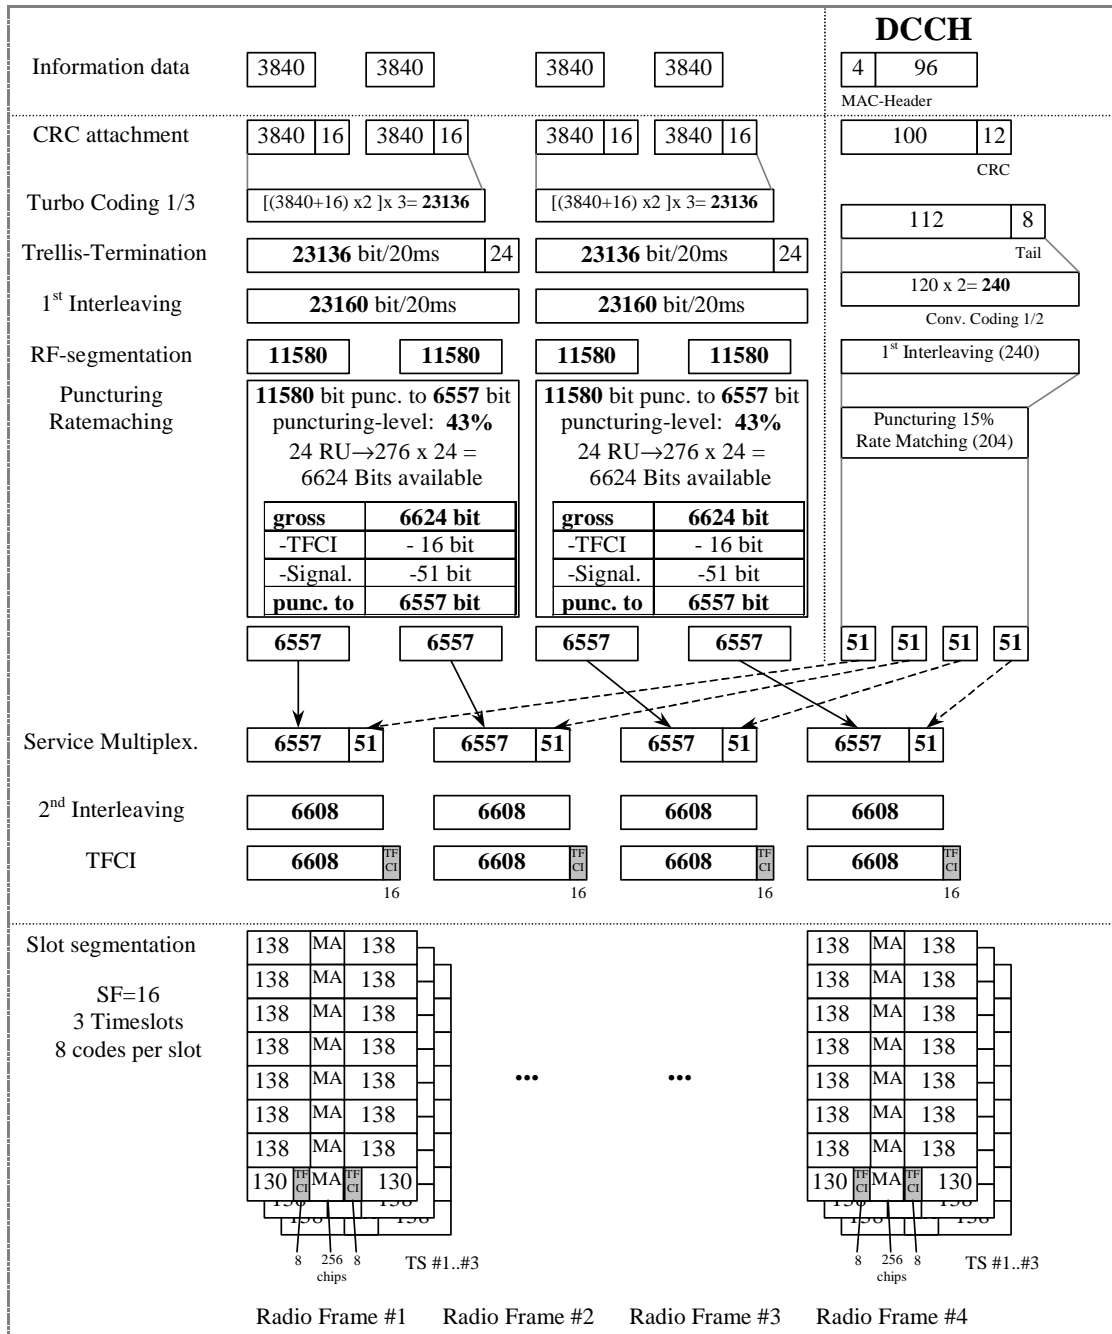 DCCH
Information data 3840 3840 3840 3840 4 96
MAC-Header
CRC attachment 3840 16 3840 16 3840 16 3840 16 100 12
CRC
Turbo Coding 1/3 [(3840+16) x2 ]x 3= 23136 [(3840+16) x2 ]x 3= 23136
112 8
Tail
Trellis-Termination 23136 bit/20ms 24 23136 bit/20ms 24
120 x 2= 240
Conv. Coding 1/2
1st Interleaving 23160 bit/20ms 23160 bit/20ms
RF-segmentation 11580 11580 11580 11580 1st Interleaving (240)
Puncturing
Ratemaching
11580 bit punc. to 6557 bit
puncturing-level: 43%
24 RU→276 x 24 =
6624 Bits available
gross 6624 bit
-TFCI - 16 bit
-Signal. -51 bit
punc. to 6557 bit
11580 bit punc. to 6557 bit
puncturing-level: 43%
24 RU→276 x 24 =
6624 Bits available
gross 6624 bit
-TFCI - 16 bit
-Signal. -51 bit
punc. to 6557 bit
Puncturing 15%
Rate Matching (204)
6557 6557 6557 6557 51 51 51 51
Service Multiplex. 6557 51 6557 51 6557 51 6557 51
2nd Interleaving 6608 6608 6608 6608
TFCI 6608 TF CI 6608 TF CI 6608 TF CI 6608 TF CI
16 16 16 16
Slot segmentation
SF=16
3 Timeslots
8 codes per slot
138 MA 138 138 MA 138
138 MA 138 138 MA 138
138 MA 138 138 MA 138
138 MA 138 138 MA 138
138 MA 138 ... ... 138 MA 138
138 MA 138 138 MA 138
138 MA 138 138 MA 138
130 TF CI MA TF CI 130 130 TF CI MA TF CI 130
8 256 chips 8 TS #1..#3 8 256 chips 8 TS #1..#3
Radio Frame #1 Radio Frame #2 Radio Frame #3 Radio Frame #4